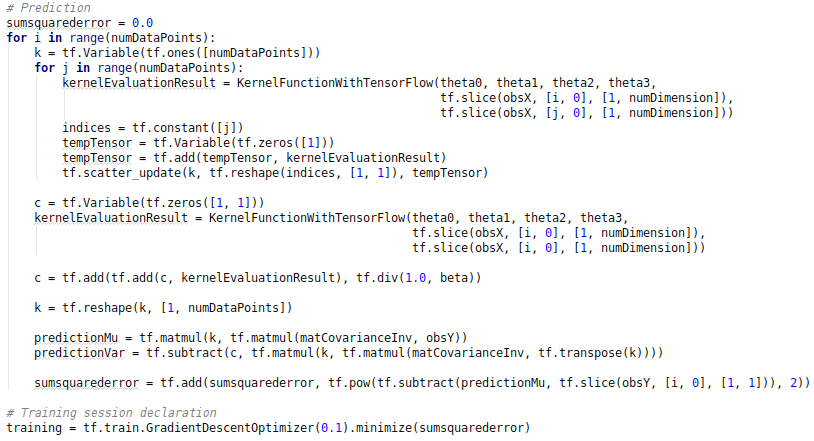 # Prediction
sumsquarederror = 0.0
for i in range(numDataPoints):
    k = tf.Variable(tf.ones([numDataPoints]))
    for j in range(numDataPoints):
        kernelEvaluationResult = KernelFunctionWithTensorFlow(theta0, theta1, theta2, theta3,
                                                              tf.slice(obsX, [i, 0], [1, numDimension]),
                                                              tf.slice(obsX, [j, 0], [1, numDimension]))
        indices = tf.constant([j])
        tempTensor = tf.Variable(tf.zeros([1]))
        tempTensor = tf.add(tempTensor, kernelEvaluationResult)
        tf.scatter_update(k, tf.reshape(indices, [1, 1]), tempTensor)

    c = tf.Variable(tf.zeros([1, 1]))
    kernelEvaluationResult = KernelFunctionWithTensorFlow(theta0, theta1, theta2, theta3,
                                                          tf.slice(obsX, [i, 0], [1, numDimension]),
                                                          tf.slice(obsX, [i, 0], [1, numDimension]))

    c = tf.add(tf.add(c, kernelEvaluationResult), tf.div(1.0, beta))

    k = tf.reshape(k, [1, numDataPoints])

    predictionMu = tf.matmul(k, tf.matmul(matCovarianceInv, obsY))
    predictionVar = tf.subtract(c, tf.matmul(k, tf.matmul(matCovarianceInv, tf.transpose(k))))

    sumsquarederror = tf.add(sumsquarederror, tf.pow(tf.subtract(predictionMu, tf.slice(obsY, [i, 0], [1, 1])), 2))

# Training session declaration
training = tf.train.GradientDescentOptimizer(0.1).minimize(sumsquarederror)